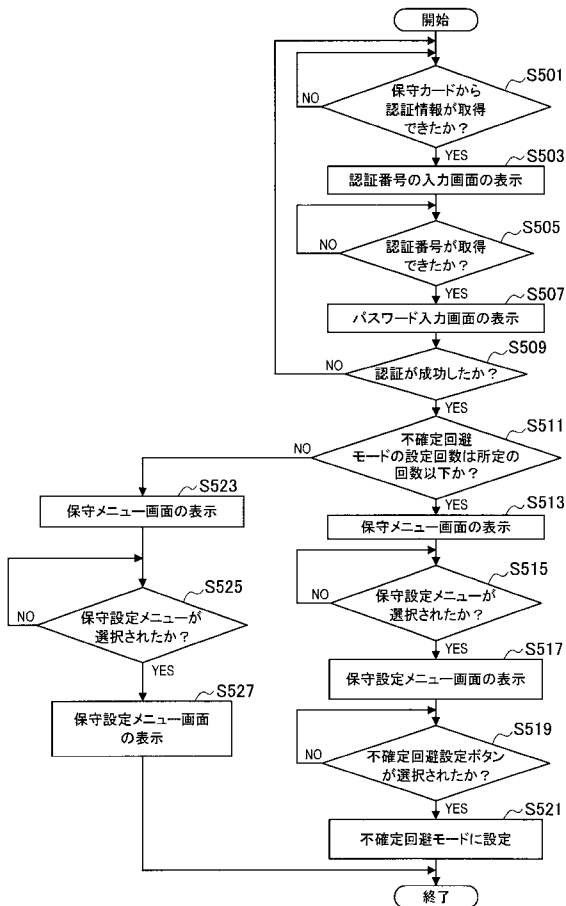 開始
S501
保守カードから
認証情報が取得
できたか？
NO
YES
S503
認証番号の入力画面の表示
S505
認証番号が取得
できたか？
NO
YES
S507
パスワード入力画面の表示
S509
認証が成功したか？
NO
YES
S511
不確定回避
モードの設定回数は所定の
回数以下か？
NO
YES
S523
保守メニュー画面の表示
S513
保守メニュー画面の表示
S525
保守設定メニューが
選択されたか？
NO
YES
S515
保守設定メニューが
選択されたか？
NO
YES
S527
保守設定メニュー画面
の表示
S517
保守設定メニュー画面の表示
S519
不確定回避設定ボタン
が選択されたか？
NO
YES
S521
不確定回避モードに設定
終了